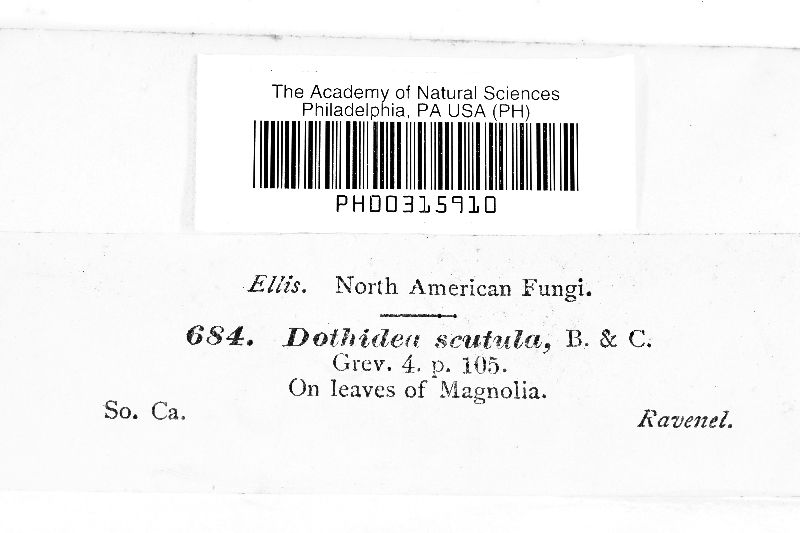 The Academy of Natural Sciences
Philadelphia, PA USA (PH)
PH00315910
Ellis. North American Fungi.
684. Dothidea scutula, B. & C.
Grev. 4. p. 105.
On leaves of Magnolia.
So. Ca.
Ravenel.